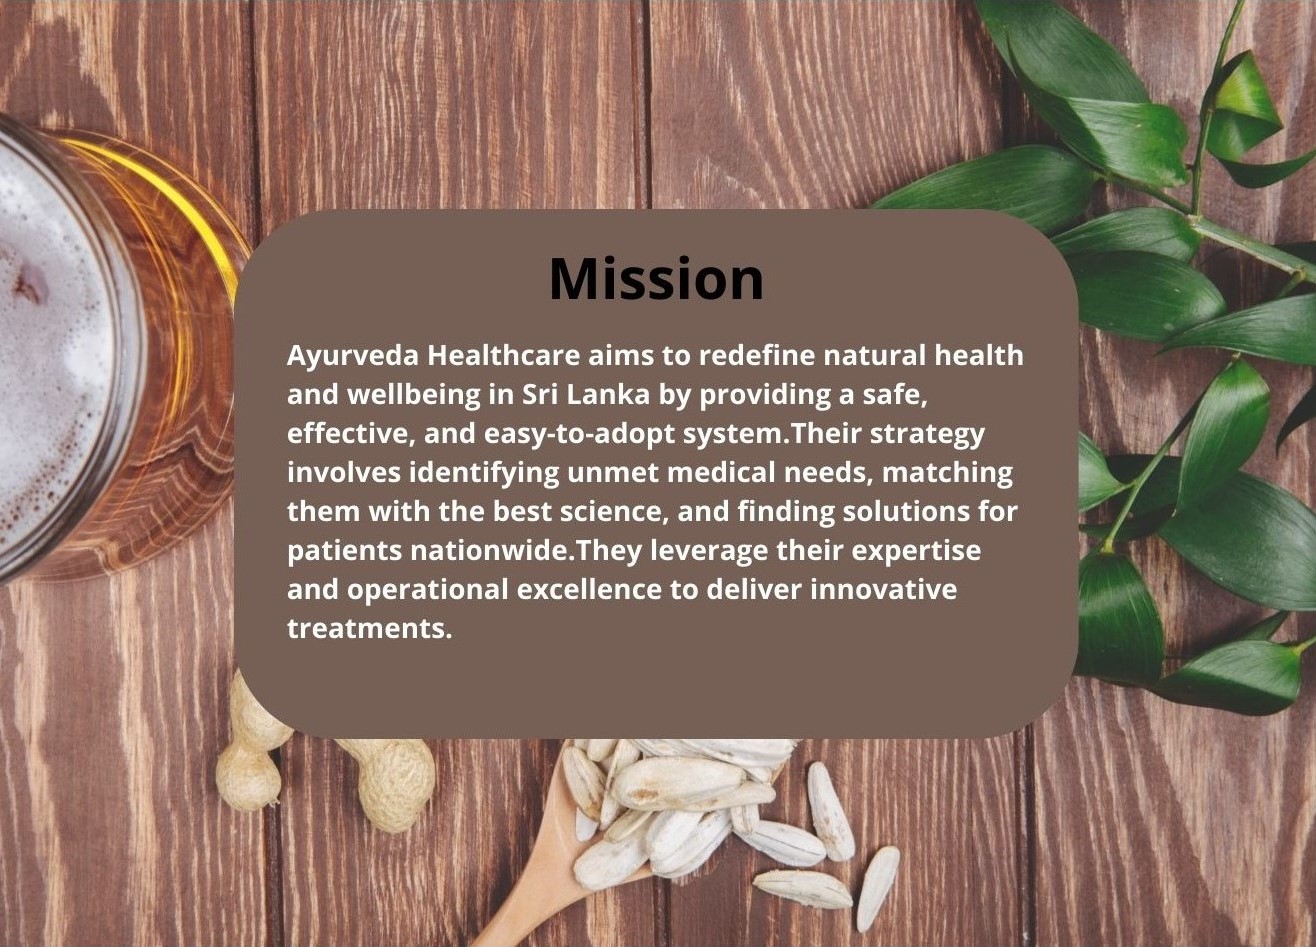 Mission
Ayurveda Healthcare aims to redefine natural health
and wellbeing in Sri Lanka by providing a safe,
effective, and easy-to-adopt system.Their strategy
involves identifying unmet medical needs, matching
them with the best science, and finding solutions for
patients nationwide.They leverage their expertise
and operational excellence to deliver innovative
treatments.